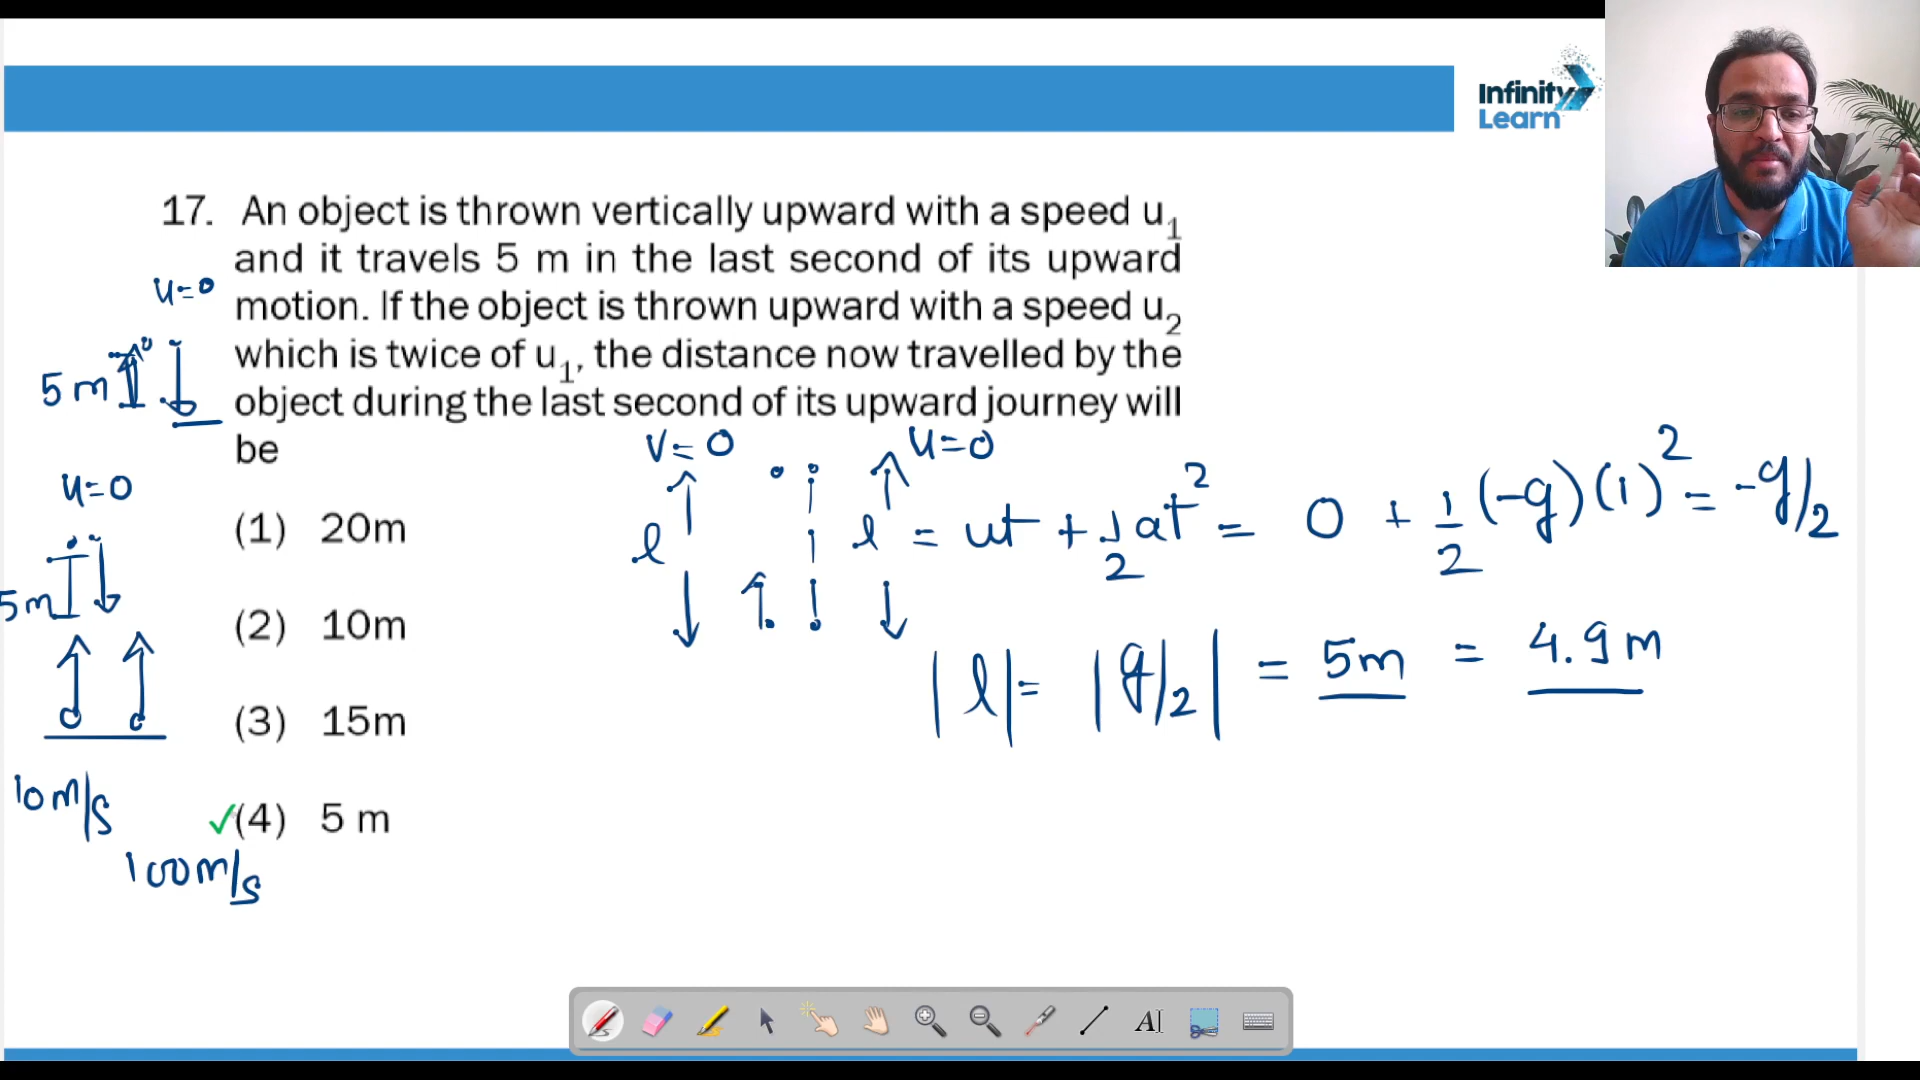 Infinity
Learn
17. An object is thrown vertically upward with a speed u₁
and it travels 5 m in the last second of its upward
motion. If the object is thrown upward with a speed u₂
which is twice of u₁, the distance now travelled by the
object during the last second of its upward journey will
be
(1) 20m
(2) 10m
(3) 15m
✓(4) 5 m
u=0
5m
u=0
5m
10m/s
100m/s
v=0
l
u=0
l = ut + 1/2 at² = 0 + 1/2 (-g)(1)² = -g/2
|l| = |g/2| = 5m = 4.9m
AI